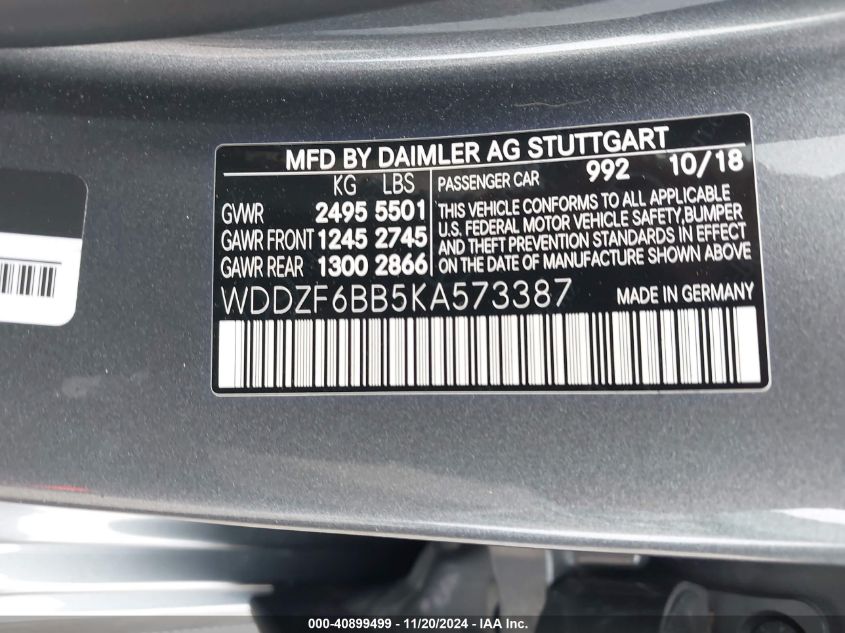 MFD BY DAIMLER AG STUTTGART
KG LBS
GVWR 2495 5501
GAWR FRONT 1245 2745
GAWR REAR 1300 2866
PASSENGER CAR 992 10/18
THIS VEHICLE CONFORMS TO ALL APPLICABLE
U.S. FEDERAL MOTOR VEHICLE SAFETY,BUMPER
AND THEFT PREVENTION STANDARDS IN EFFECT
ON THE DATE OF MANUFACTURE SHOWN ABOVE
WDDZF6BB5KA573387 MADE IN GERMANY
000-40899499 - 11/20/2024 - IAA Inc.